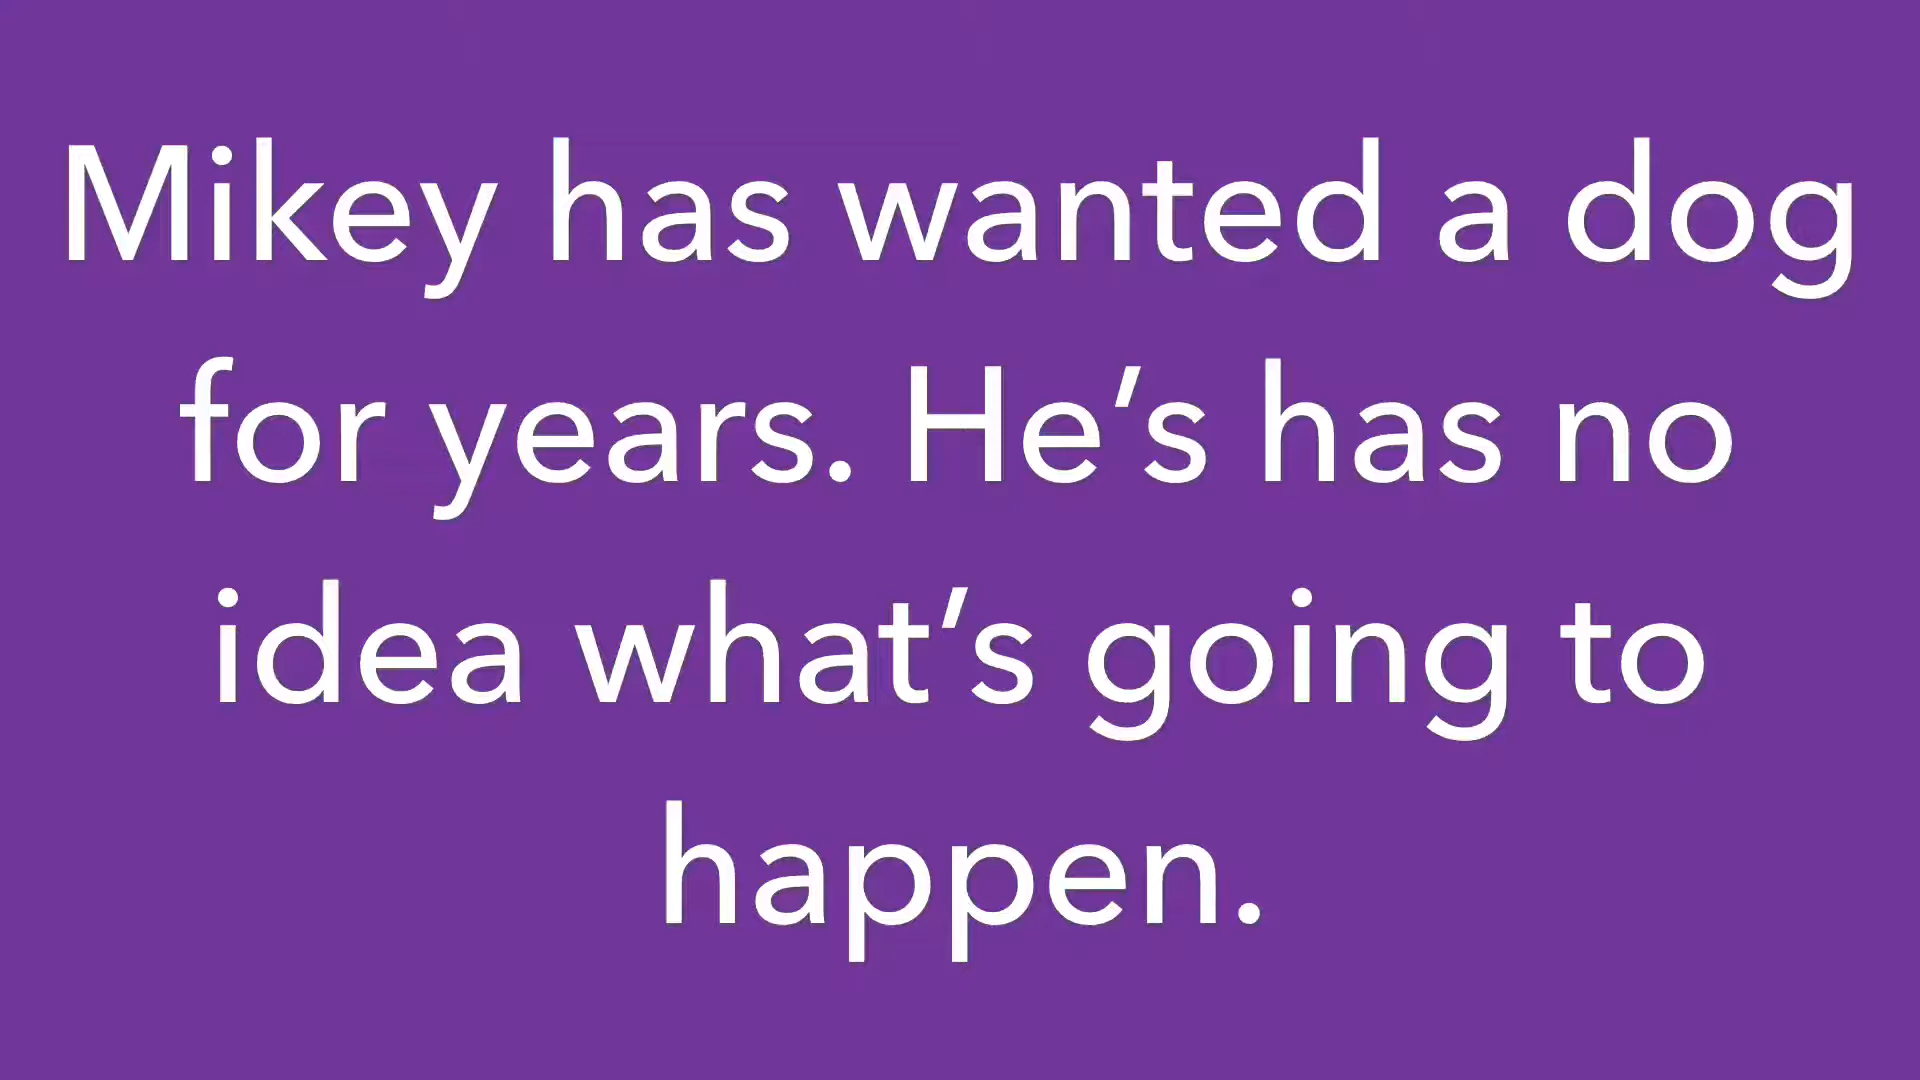 Mikey has wanted a dog
for years. He’s has no
idea what’s going to
happen.